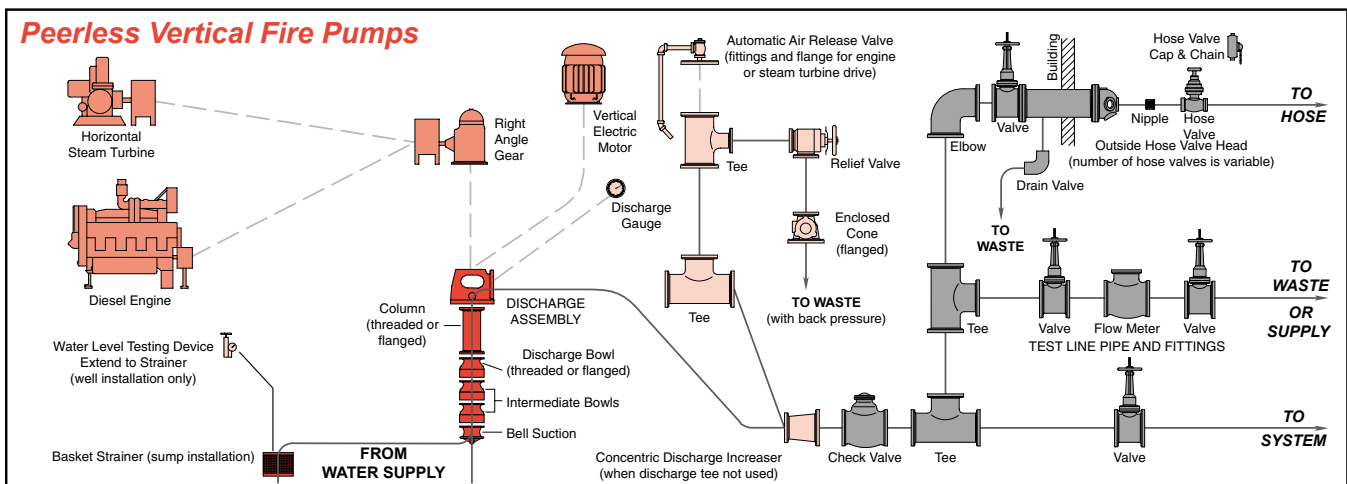 Peerless Vertical Fire Pumps
Horizontal
Steam Turbine
Diesel Engine
Right
Angle
Gear
Vertical
Electric
Motor
Discharge
Gauge
Automatic Air Release Valve
(fittings and flange for engine
or steam turbine drive)
Tee
Relief Valve
Enclosed
Cone
(flanged)
TO WASTE
(with back pressure)
Tee
Elbow
Valve
Building
Hose Valve
Cap & Chain
Nipple
Hose
Valve
TO
HOSE
Outside Hose Valve Head
(number of hose valves is variable)
Drain Valve
TO
WASTE
Tee
Valve
Flow Meter
Valve
TEST LINE PIPE AND FITTINGS
TO
WASTE
OR
SUPPLY
Column
(threaded or
flanged)
DISCHARGE
ASSEMBLY
Discharge Bowl
(threaded or flanged)
Intermediate Bowls
Bell Suction
Water Level Testing Device
Extend to Strainer
(well installation only)
Basket Strainer (sump installation)
FROM
WATER SUPPLY
Concentric Discharge Increaser
(when discharge tee not used)
Check Valve
Tee
Valve
TO
SYSTEM